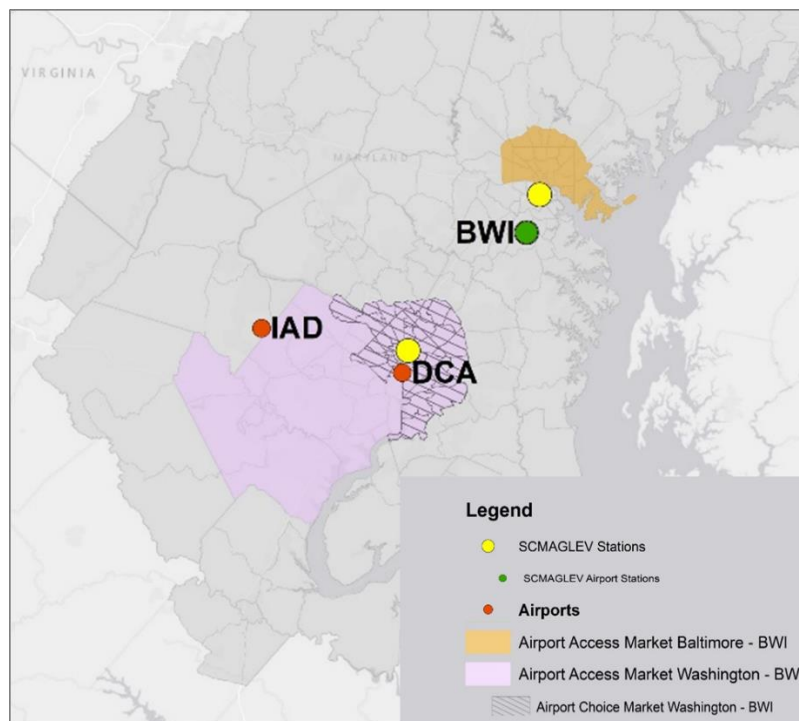 VIRGINIA
MARYLAND
BWI
IAD
DCA
Legend
SCMAGLEV Stations
SCMAGLEV Airport Stations
Airports
Airport Access Market Baltimore - BWI
Airport Access Market Washington - BW
Airport Choice Market Washington - BWI